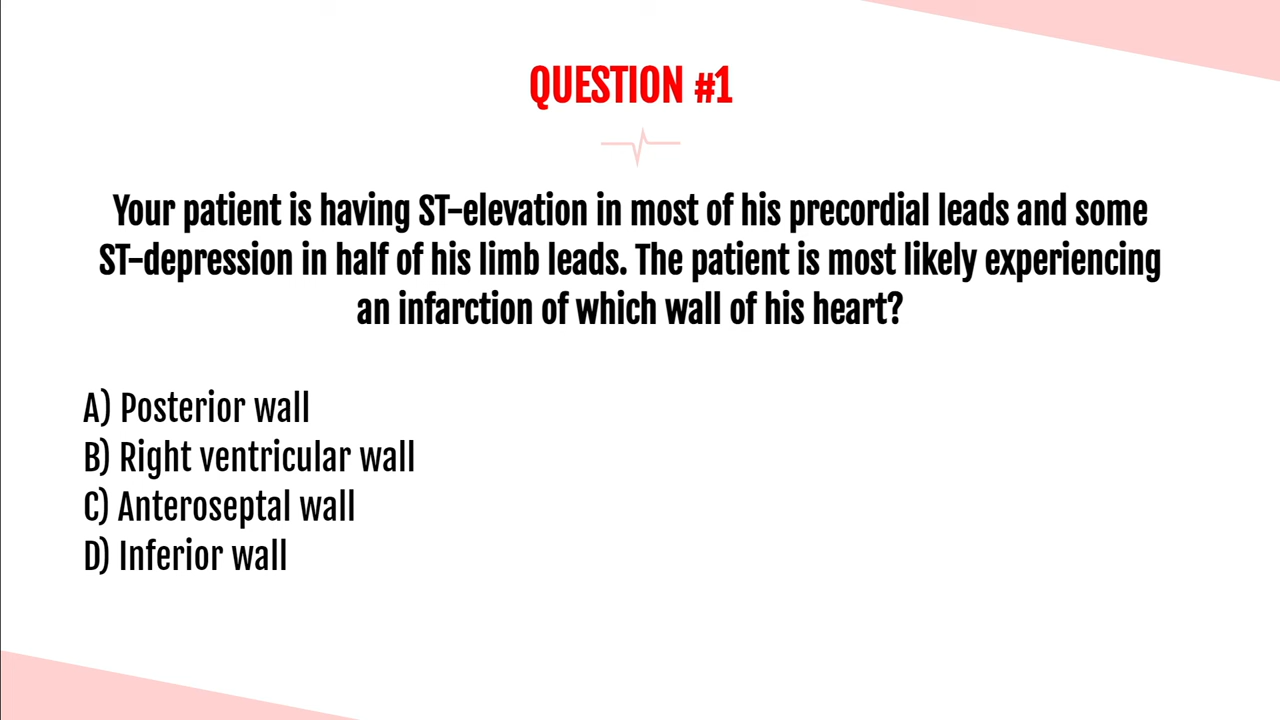 QUESTION #1
Your patient is having ST-elevation in most of his precordial leads and some
ST-depression in half of his limb leads. The patient is most likely experiencing
an infarction of which wall of his heart?
A) Posterior wall
B) Right ventricular wall
C) Anteroseptal wall
D) Inferior wall